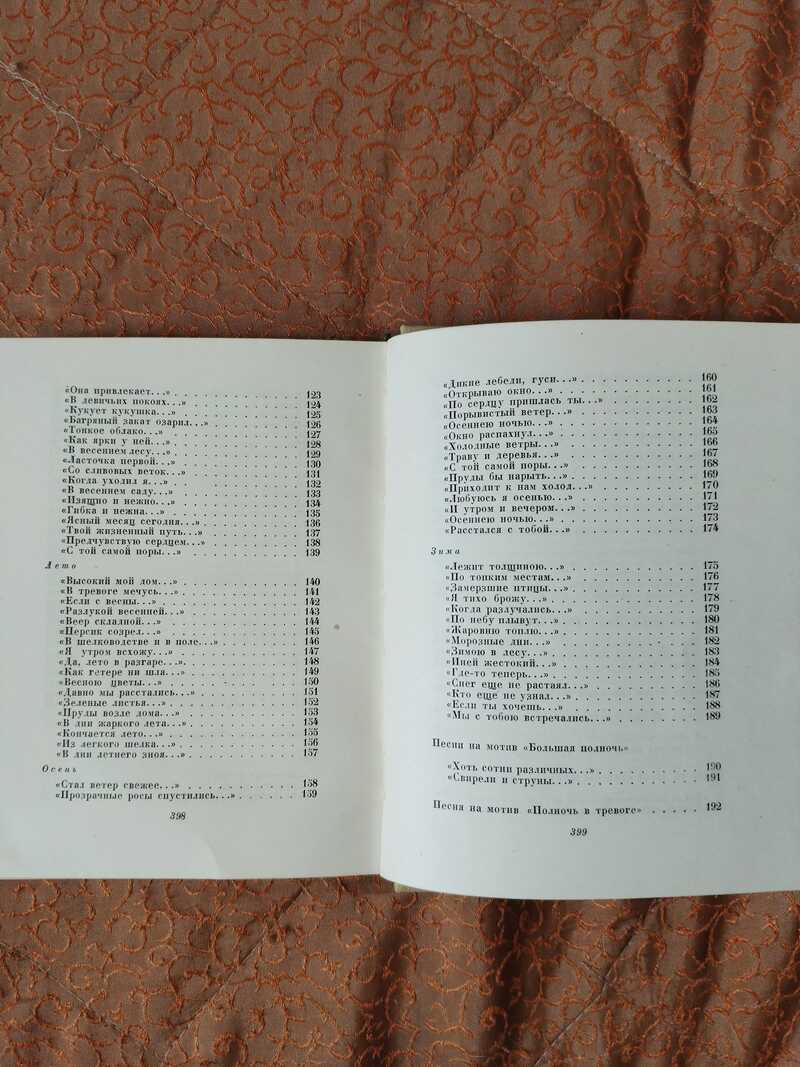 «Она привлекает...» 123
«В девичьих покоях...» 124
«Кукует кукушка...» 125
«Багряный закат озарил...» 126
«Тонкое облако...» 127
«Как ярки у ней...» 128
«В весеннем лесу...» 129
«Ласточка первой...» 130
«Со сливовых веток...» 131
«Когда уходил я...» 132
«В весеннем саду...» 133
«Изящно и нежно...» 134
«Гибка и нежна...» 135
«Ясный месяц сегодня...» 136
«Твой жизненный путь...» 137
«Предчувствую сердцем...» 138
«С той самой поры...» 139
Лето
«Высокий мой дом...» 140
«В тревоге мечусь...» 141
«Если с весны...» 142
«Разлукой весенней...» 143
«Веер складной...» 144
«Персик созрел...» 145
«В шелководстве и в поле...» 146
«Я утром всхожу...» 147
«Да, лето в разгаре...» 148
«Как гетере ни шла...» 149
«Весною цветы...» 150
«Давно мы расстались...» 151
«Зеленые листья...» 152
«Пруды возле дома...» 153
«В дни жаркого лета...» 154
«Кончается лето...» 155
«Из легкого шелка...» 156
«В дни летнего зноя...» 157
Осень
«Стал ветер свежее...» 158
«Прозрачные росы спустились...» 159
398
«Дикие лебеди, гуси...» 160
«Открываю окно...» 161
«По сердцу пришлась ты...» 162
«Порывистый ветер...» 163
«Осеннею ночью...» 164
«Окно распахнул...» 165
«Холодные ветры...» 166
«Траву и деревья...» 167
«С той самой поры...» 168
«Пруды бы нарыть...» 169
«Приходит к нам холод...» 170
«Любуюсь я осенью...» 171
«И утром и вечером...» 172
«Осеннею ночью...» 173
«Расстался с тобой...» 174
Зима
«Лежит толщиною...» 175
«По тонким местам...» 176
«Замерзшие птицы...» 177
«Я тихо брожу...» 178
«Когда разлучались...» 179
«По небу плывут...» 180
«Жаровню топлю...» 181
«Морозные дни...» 182
«Зимою в лесу...» 183
«Иней жестокий...» 184
«Где-то теперь...» 185
«Снег еще не растаял...» 186
«Кто еще не узнал...» 187
«Если ты хочешь...» 188
«Мы с тобою встречались...» 189
Песни на мотив «Большая полночь»
«Хоть сотни различных...» 190
«Свирели и струны...» 191
Песня на мотив «Полночь в тревоге» 192
399